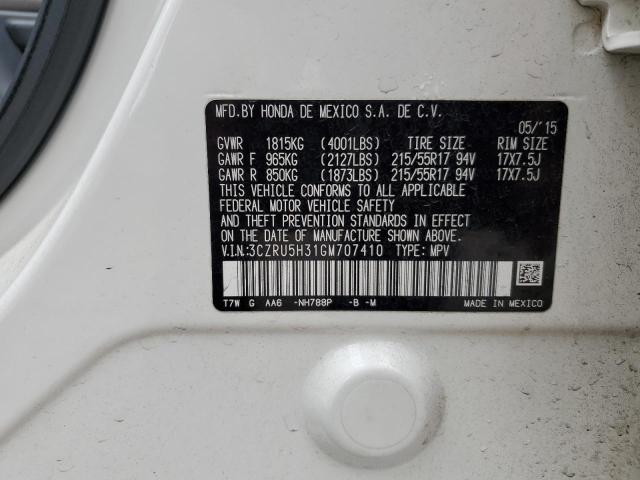 MFD.BY HONDA DE MEXICO S.A. DE C.V.
05/'15
GVWR 1815KG (4001LBS) TIRE SIZE RIM SIZE
GAWR F 965KG (2127LBS) 215/55R17 94V 17X7.5J
GAWR R 850KG (1873LBS) 215/55R17 94V 17X7.5J
THIS VEHICLE CONFORMS TO ALL APPLICABLE
FEDERAL MOTOR VEHICLE SAFETY
AND THEFT PREVENTION STANDARDS IN EFFECT
ON THE DATE OF MANUFACTURE SHOWN ABOVE.
V.I.N.:3CZRU5H31GM707410 TYPE: MPV
T7W G AA6 -NH788P -B -M MADE IN MEXICO